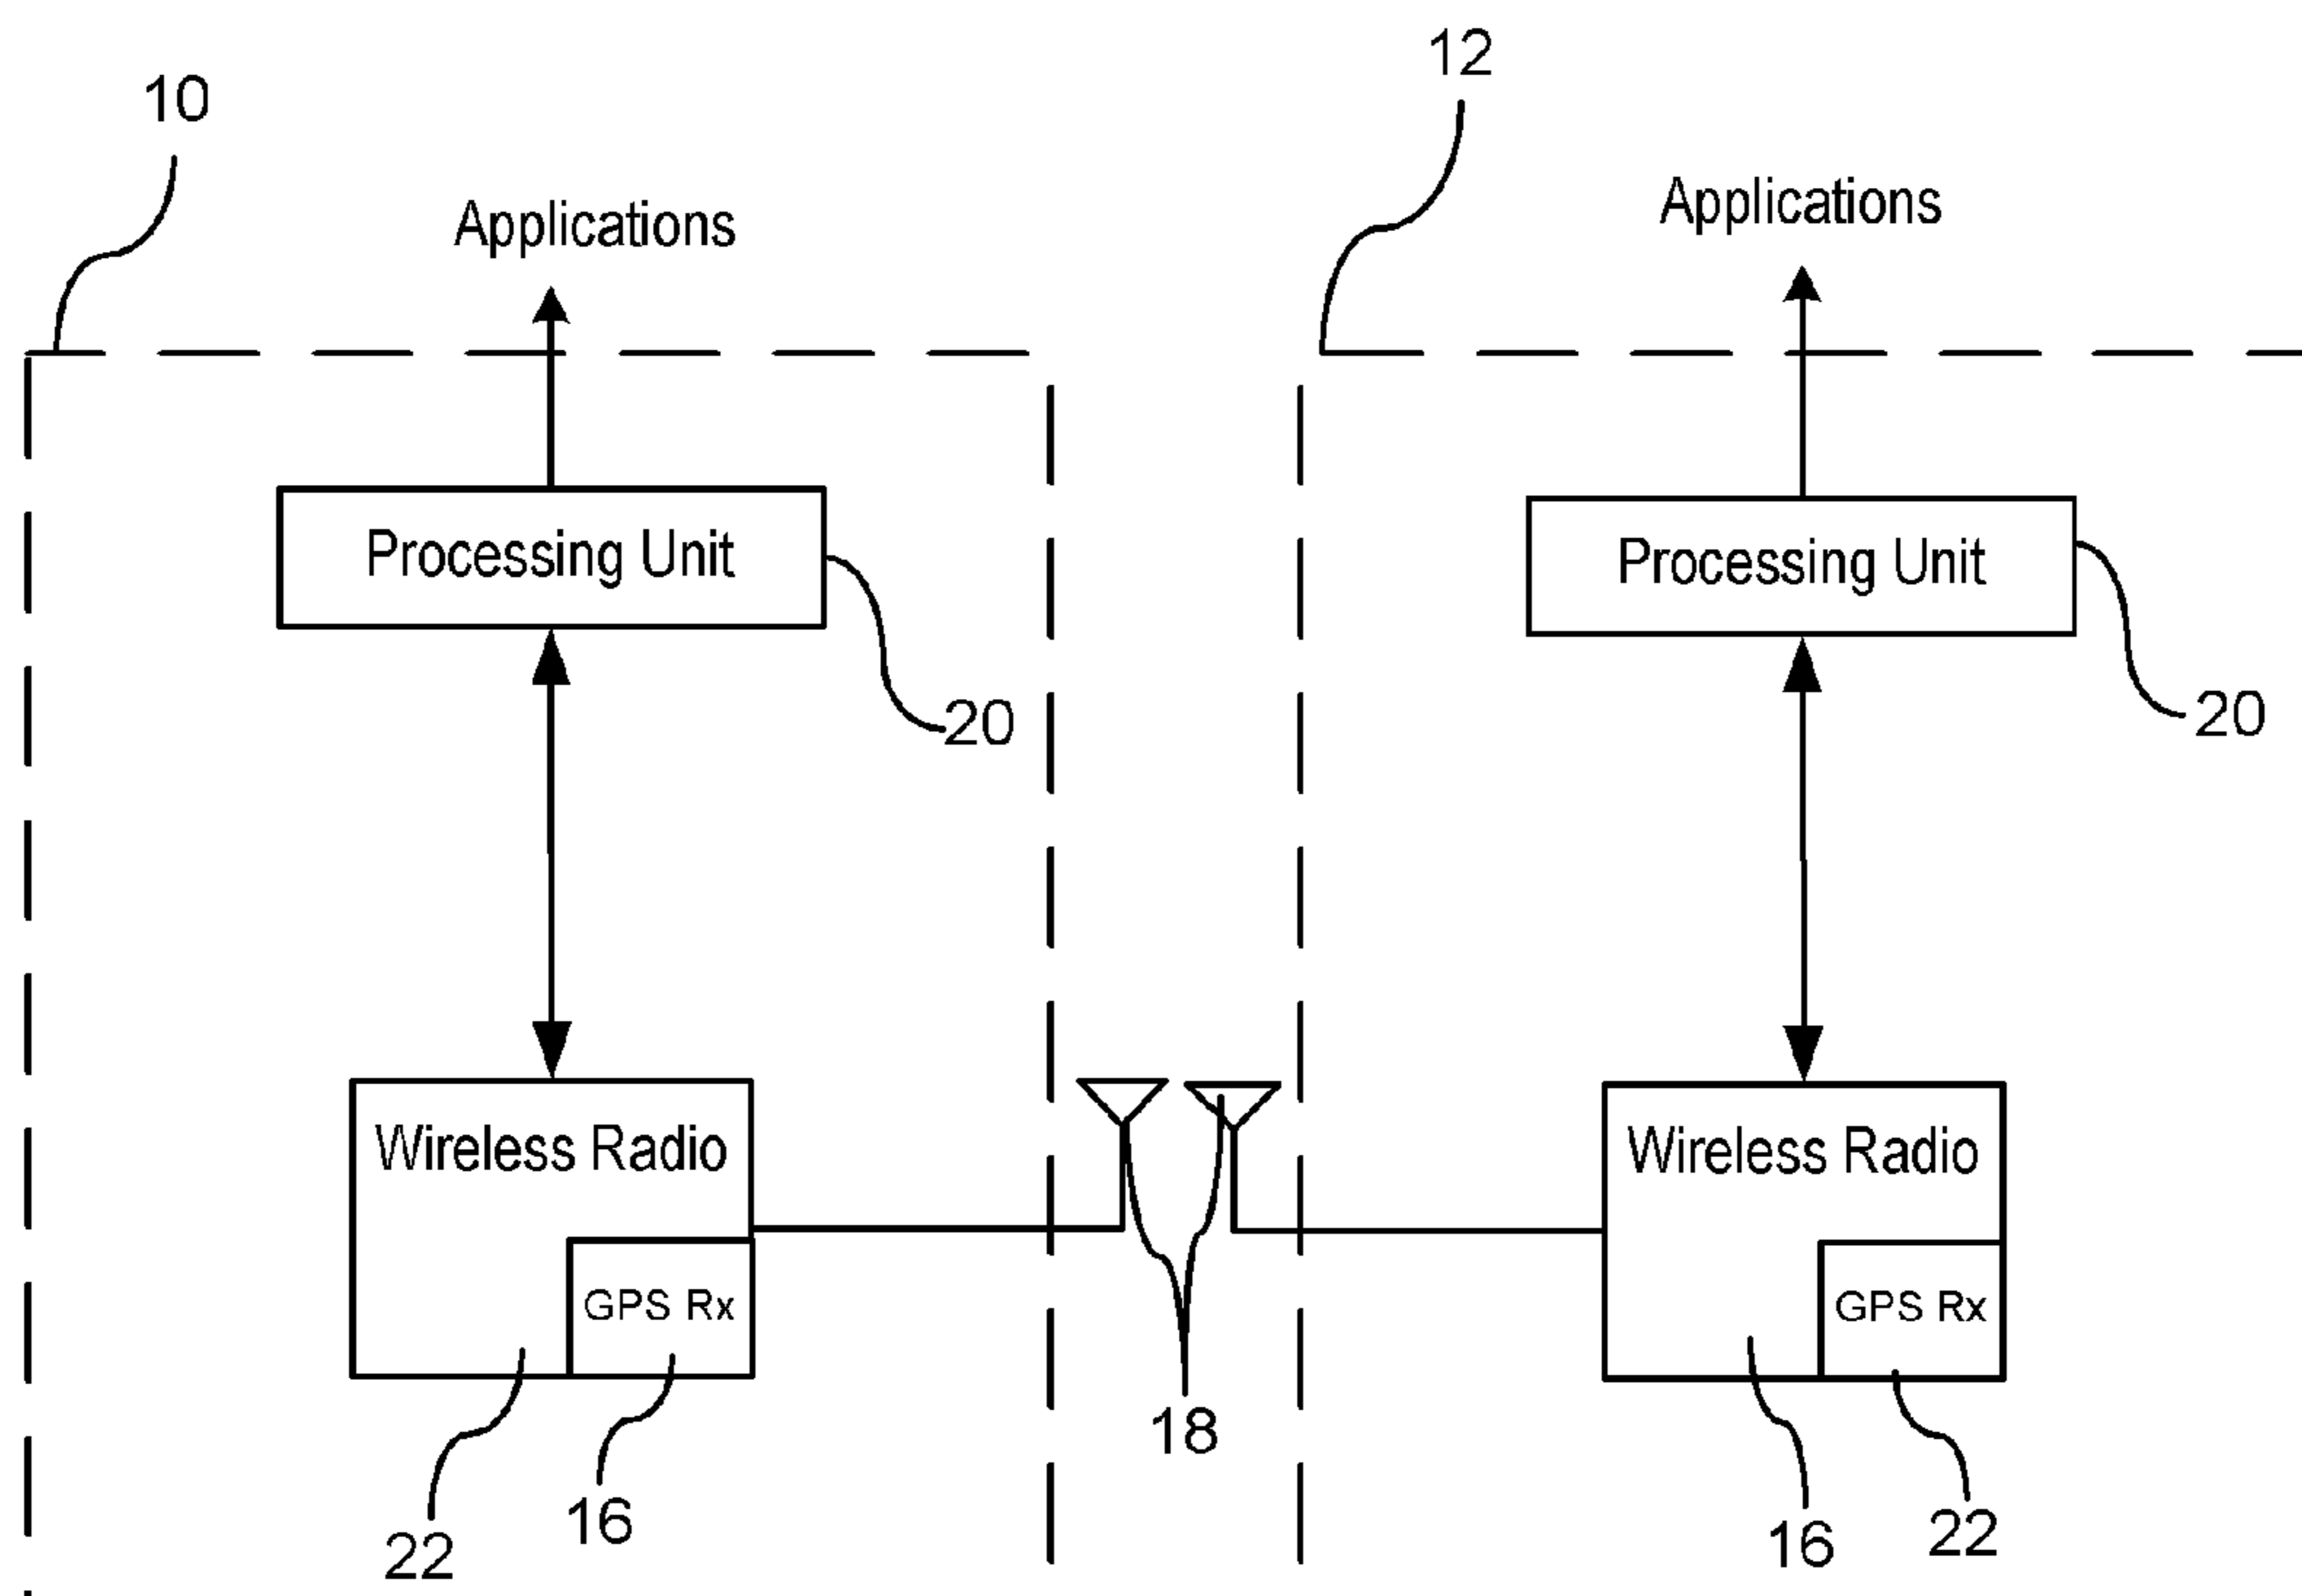 10
12
Applications
Applications
Processing Unit
Processing Unit
20
20
Wireless Radio
Wireless Radio
GPS Rx
GPS Rx
18
22
16
16
22